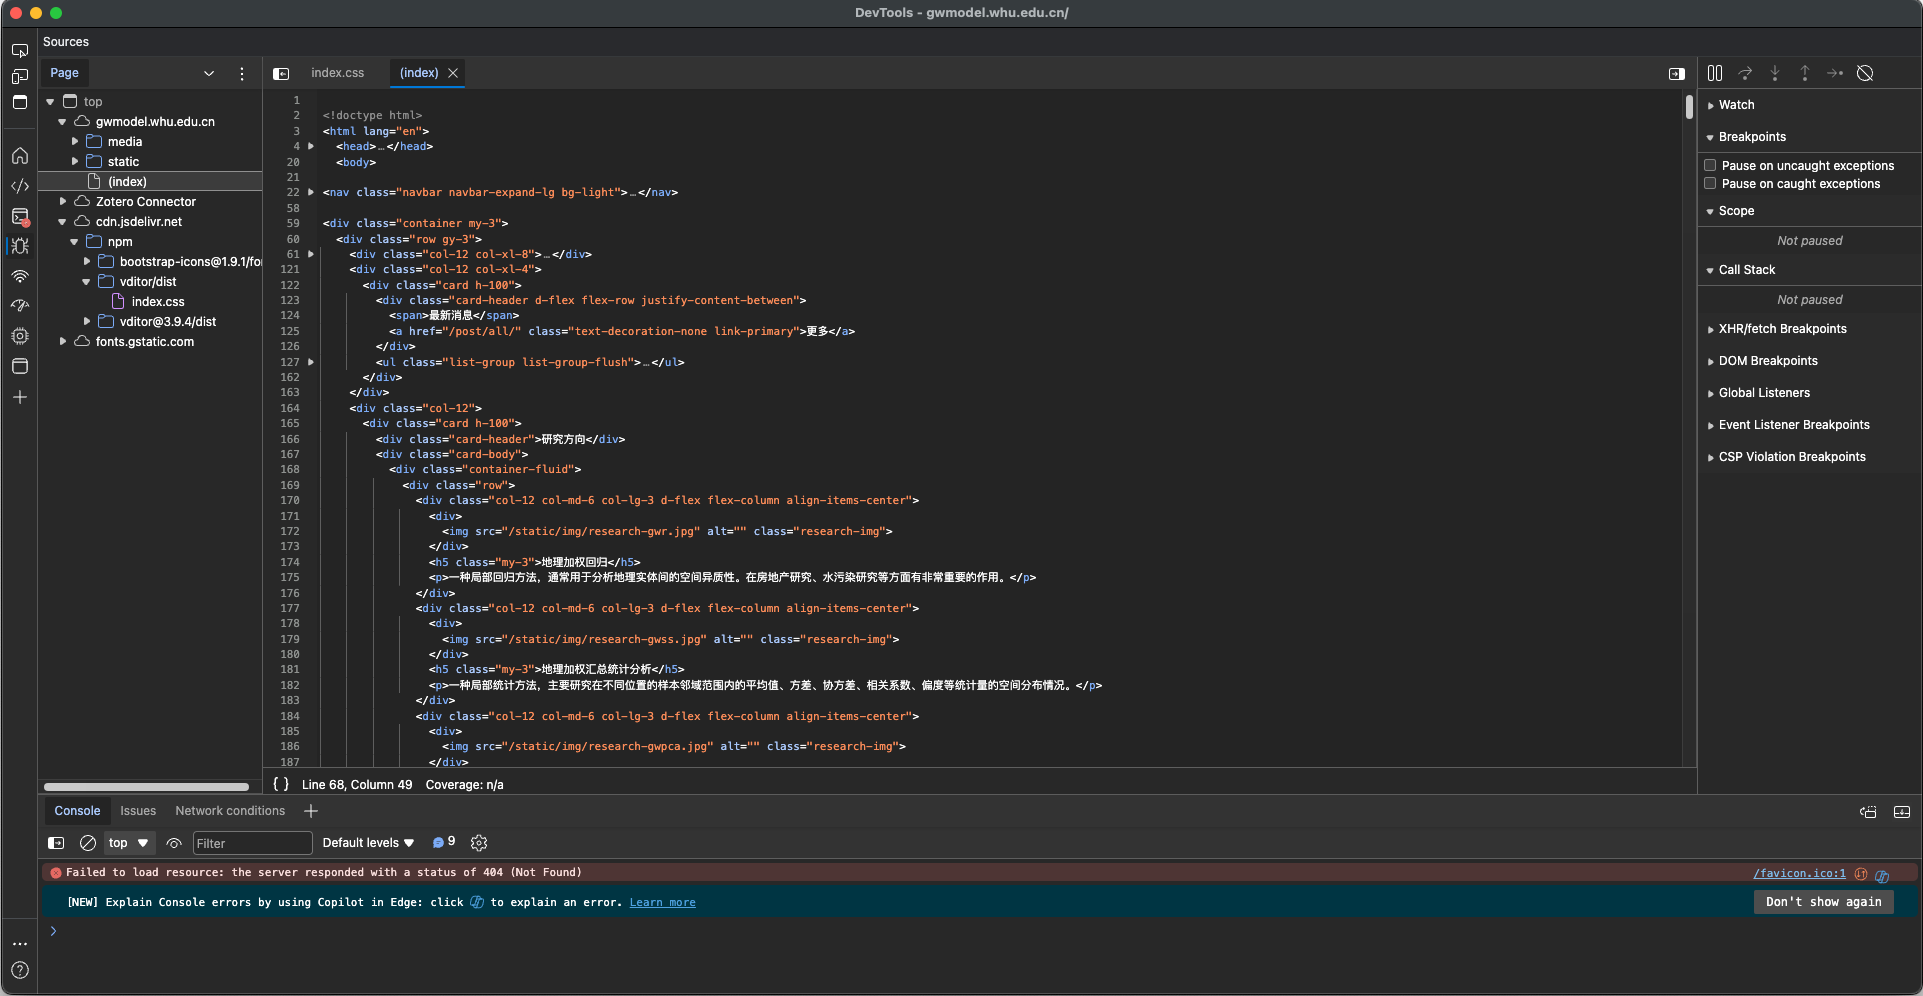 DevTools - gwmodel.whu.edu.cn/
Sources
Page
index.css
(index)
top
gwmodel.whu.edu.cn
media
static
(index)
Zotero Connector
cdn.jsdelivr.net
npm
bootstrap-icons@1.9.1/fo
vditor/dist
index.css
vditor@3.9.4/dist
fonts.gstatic.com
1
2 <!doctype html>
3 <html lang="en">
4 <head>…</head>
20 <body>
21
22 <nav class="navbar navbar-expand-lg bg-light">…</nav>
58
59 <div class="container my-3">
60 <div class="row gy-3">
61 <div class="col-12 col-xl-8">…</div>
121 <div class="col-12 col-xl-4">
122 <div class="card h-100">
123 <div class="card-header d-flex flex-row justify-content-between">
124 <span>最新消息</span>
125 <a href="/post/all/" class="text-decoration-none link-primary">更多</a>
126 </div>
127 <ul class="list-group list-group-flush">…</ul>
162 </div>
163 </div>
164 <div class="col-12">
165 <div class="card h-100">
166 <div class="card-header">研究方向</div>
167 <div class="card-body">
168 <div class="container-fluid">
169 <div class="row">
170 <div class="col-12 col-md-6 col-lg-3 d-flex flex-column align-items-center">
171 <div>
172 <img src="/static/img/research-gwr.jpg" alt="" class="research-img">
173 </div>
174 <h5 class="my-3">地理加权回归</h5>
175 <p>一种局部回归方法，通常用于分析地理实体间的空间异质性。在房地产研究、水污染研究等方面有非常重要的作用。</p>
176 </div>
177 <div class="col-12 col-md-6 col-lg-3 d-flex flex-column align-items-center">
178 <div>
179 <img src="/static/img/research-gwss.jpg" alt="" class="research-img">
180 </div>
181 <h5 class="my-3">地理加权汇总统计分析</h5>
182 <p>一种局部统计方法，主要研究在不同位置的样本邻域范围内的平均值、方差、协方差、相关系数、偏度等统计量的空间分布情况。</p>
183 </div>
184 <div class="col-12 col-md-6 col-lg-3 d-flex flex-column align-items-center">
185 <div>
186 <img src="/static/img/research-gwpca.jpg" alt="" class="research-img">
187 </div>
{ } Line 68, Column 49 Coverage: n/a
Watch
Breakpoints
Pause on uncaught exceptions
Pause on caught exceptions
Scope
Not paused
Call Stack
Not paused
XHR/fetch Breakpoints
DOM Breakpoints
Global Listeners
Event Listener Breakpoints
CSP Violation Breakpoints
Console Issues Network conditions
top Filter Default levels 9
Failed to load resource: the server responded with a status of 404 (Not Found) /favicon.ico:1
[NEW] Explain Console errors by using Copilot in Edge: click to explain an error. Learn more Don't show again